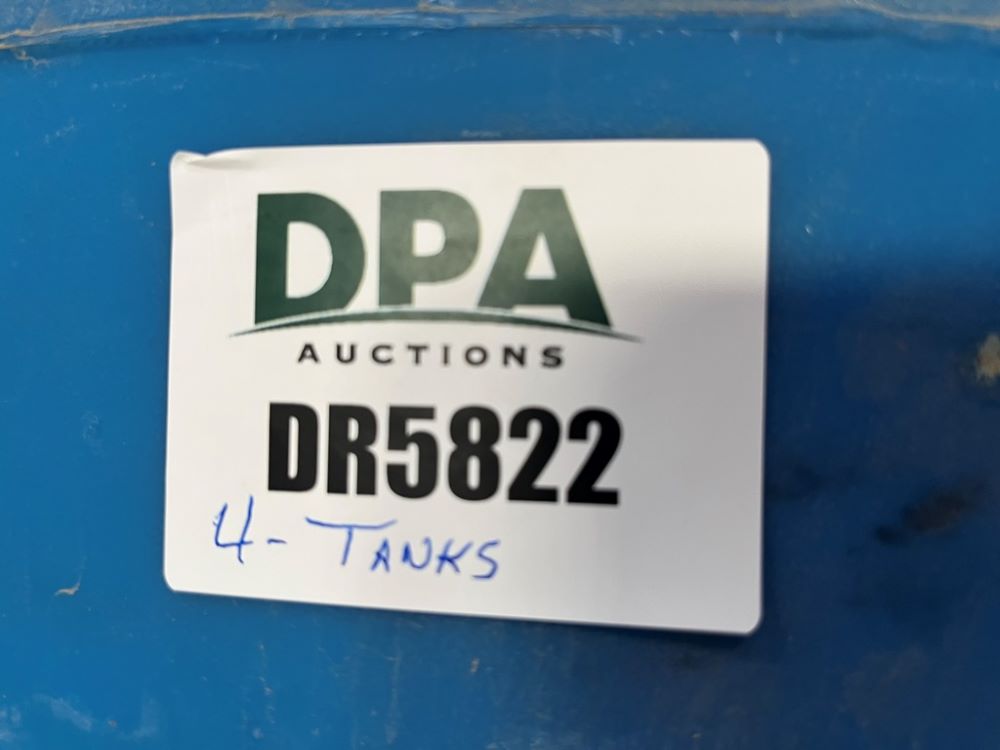 DPA
AUCTIONS
DR5822
4- TANKS